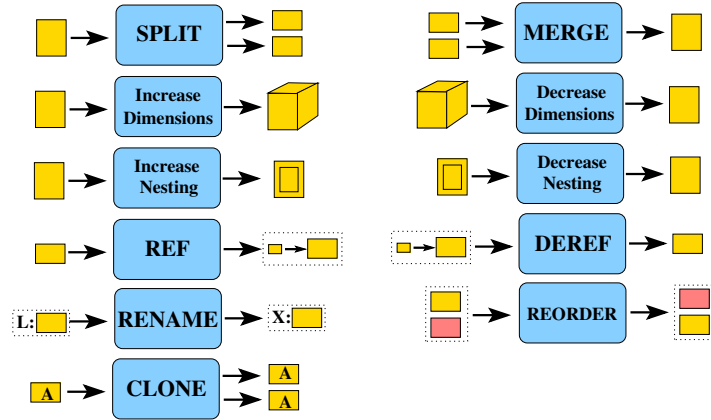 SPLIT
MERGE
Increase
Dimensions
Decrease
Dimensions
Increase
Nesting
Decrease
Nesting
REF
DEREF
L:
RENAME
X:
REORDER
A
CLONE
A
A